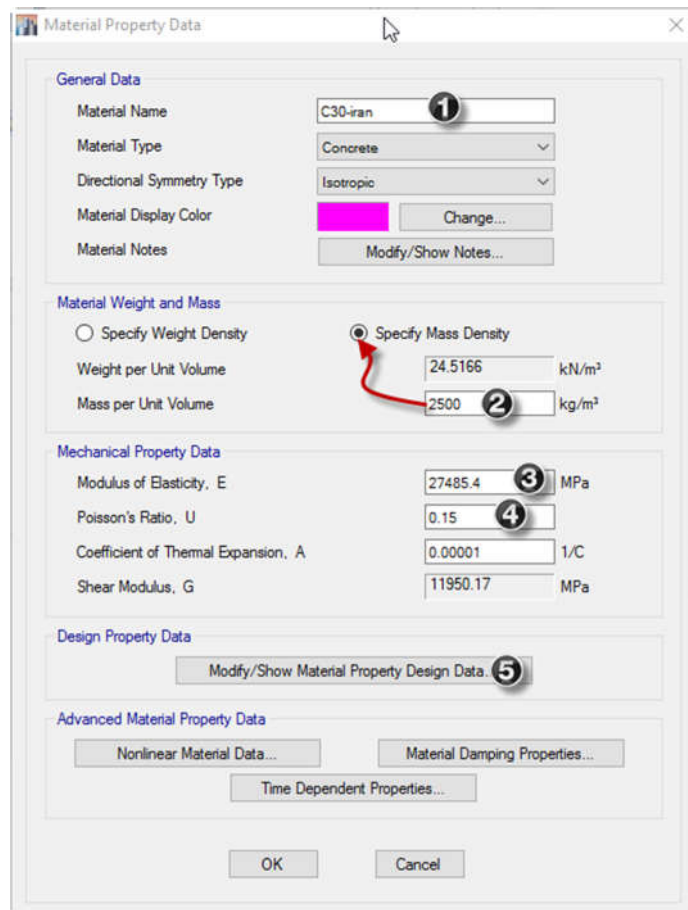 Material Property Data
General Data
Material Name C30-iran 1
Material Type Concrete
Directional Symmetry Type Isotropic
Material Display Color Change...
Material Notes Modify/Show Notes...
Material Weight and Mass
Specify Weight Density Specify Mass Density
Weight per Unit Volume 24.5166 kN/m³
Mass per Unit Volume 2500 2 kg/m³
Mechanical Property Data
Modulus of Elasticity, E 27485.4 3 MPa
Poisson's Ratio, U 0.15 4
Coefficient of Thermal Expansion, A 0.00001 1/C
Shear Modulus, G 11950.17 MPa
Design Property Data
Modify/Show Material Property Design Data. 5
Advanced Material Property Data
Nonlinear Material Data... Material Damping Properties...
Time Dependent Properties...
OK Cancel